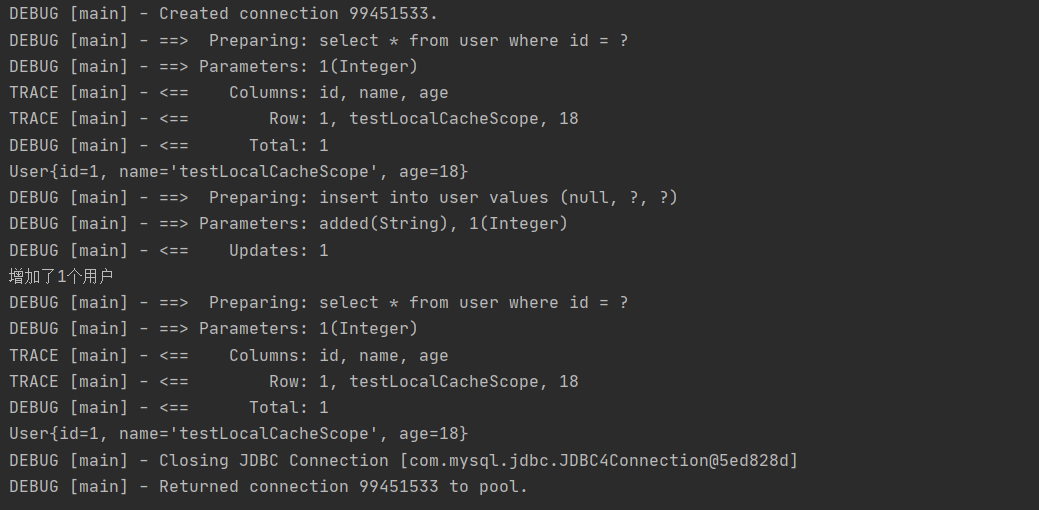 DEBUG [main] - Created connection 99451533.
DEBUG [main] - ==>  Preparing: select * from user where id = ?
DEBUG [main] - ==> Parameters: 1(Integer)
TRACE [main] - <==    Columns: id, name, age
TRACE [main] - <==        Row: 1, testLocalCacheScope, 18
DEBUG [main] - <==      Total: 1
User{id=1, name='testLocalCacheScope', age=18}
DEBUG [main] - ==>  Preparing: insert into user values (null, ?, ?)
DEBUG [main] - ==> Parameters: added(String), 1(Integer)
DEBUG [main] - <==    Updates: 1
增加了1个用户
DEBUG [main] - ==>  Preparing: select * from user where id = ?
DEBUG [main] - ==> Parameters: 1(Integer)
TRACE [main] - <==    Columns: id, name, age
TRACE [main] - <==        Row: 1, testLocalCacheScope, 18
DEBUG [main] - <==      Total: 1
User{id=1, name='testLocalCacheScope', age=18}
DEBUG [main] - Closing JDBC Connection [com.mysql.jdbc.JDBC4Connection@5ed828d]
DEBUG [main] - Returned connection 99451533 to pool.